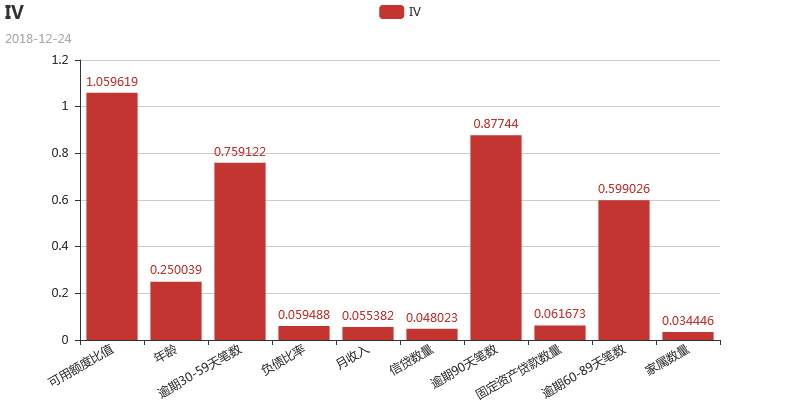 IV
IV
2018-12-24
1.2
1
0.8
0.6
0.4
0.2
0
1.059619
0.250039
0.759122
0.059488
0.055382
0.048023
0.87744
0.061673
0.599026
0.034446
可用额度比值
年龄
逾期30-59天笔数
负债比率
月收入
信贷数量
逾期90天笔数
固定资产贷款数量
逾期60-89天笔数
家属数量